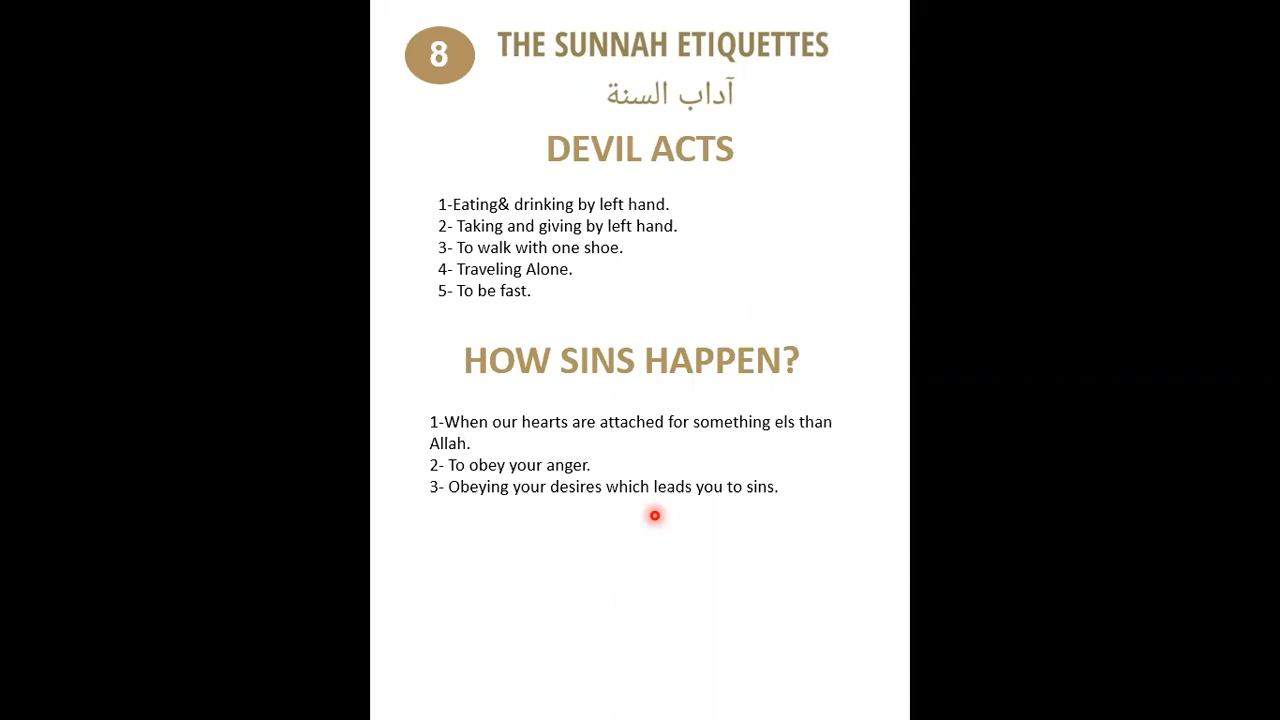 8
THE SUNNAH ETIQUETTES
آداب السنة
DEVIL ACTS
1-Eating& drinking by left hand.
2- Taking and giving by left hand.
3- To walk with one shoe.
4- Traveling Alone.
5- To be fast.
HOW SINS HAPPEN?
1-When our hearts are attached for something els than
Allah.
2- To obey your anger.
3- Obeying your desires which leads you to sins.